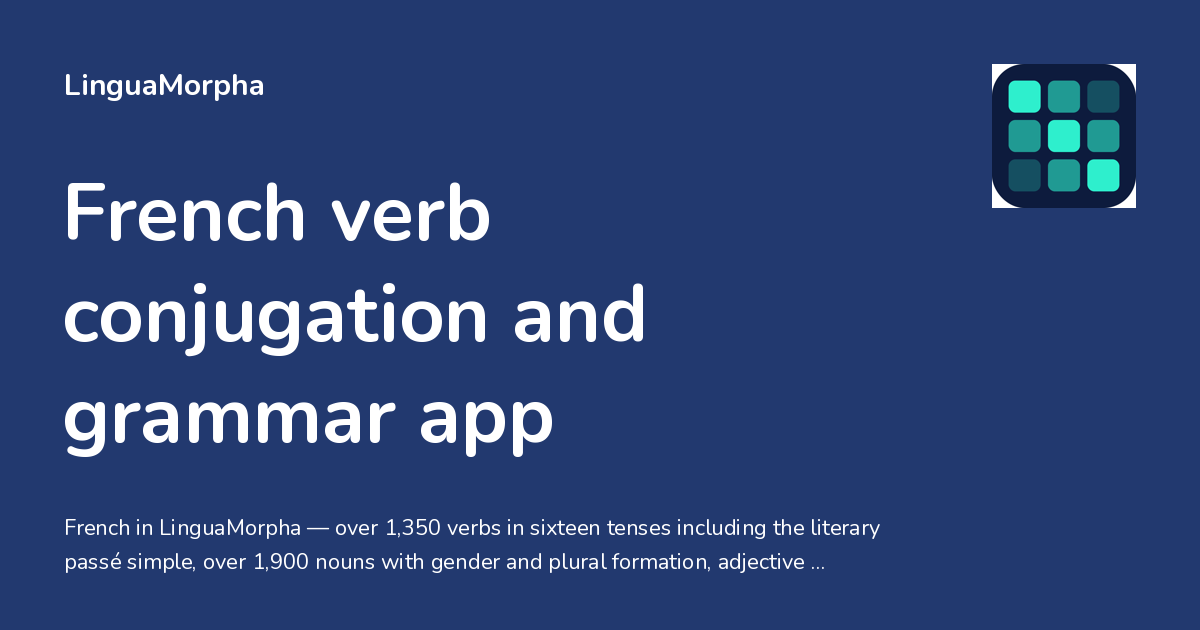 LinguaMorpha
French verb
conjugation and
grammar app
French in LinguaMorpha — over 1,350 verbs in sixteen tenses including the literary
passé simple, over 1,900 nouns with gender and plural formation, adjective ...